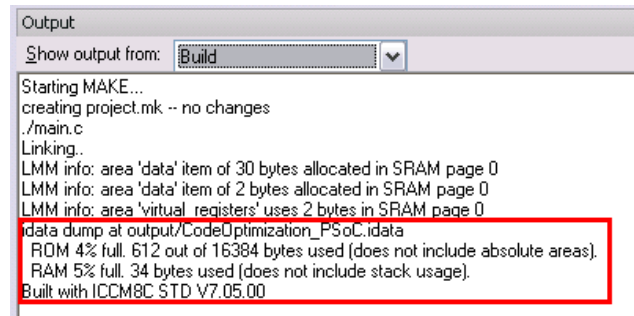 Output
Show output from: Build
Starting MAKE...
creating project.mk -- no changes
./main.c
Linking..
LMM info: area 'data' item of 30 bytes allocated in SRAM page 0
LMM info: area 'data' item of 2 bytes allocated in SRAM page 0
LMM info: area 'virtual_registers' uses 2 bytes in SRAM page 0
idata dump at output/CodeOptimization_PSoC.idata
ROM 4% full. 612 out of 16384 bytes used (does not include absolute areas).
RAM 5% full. 34 bytes used (does not include stack usage).
Built with ICCM8C STD V7.05.00